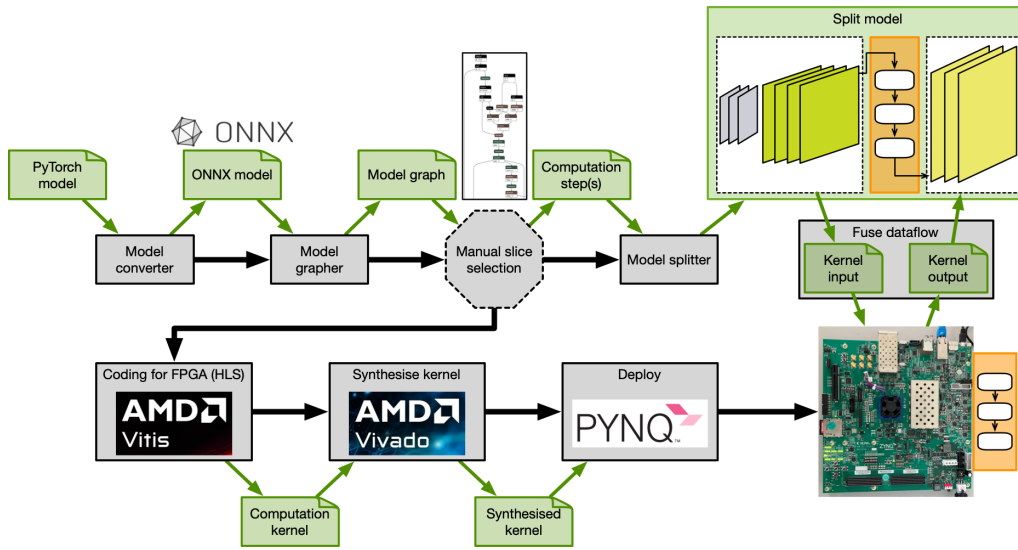 Split model
ONNX
PyTorch
model
ONNX model
Model graph
Computation
step(s)
Model
converter
Model
grapher
Manual slice
selection
Model splitter
Fuse dataflow
Kernel
input
Kernel
output
Coding for FPGA (HLS)
AMD
Vitis
Synthesise kernel
AMD
Vivado
Deploy
PYNQ™
Computation
kernel
Synthesised
kernel